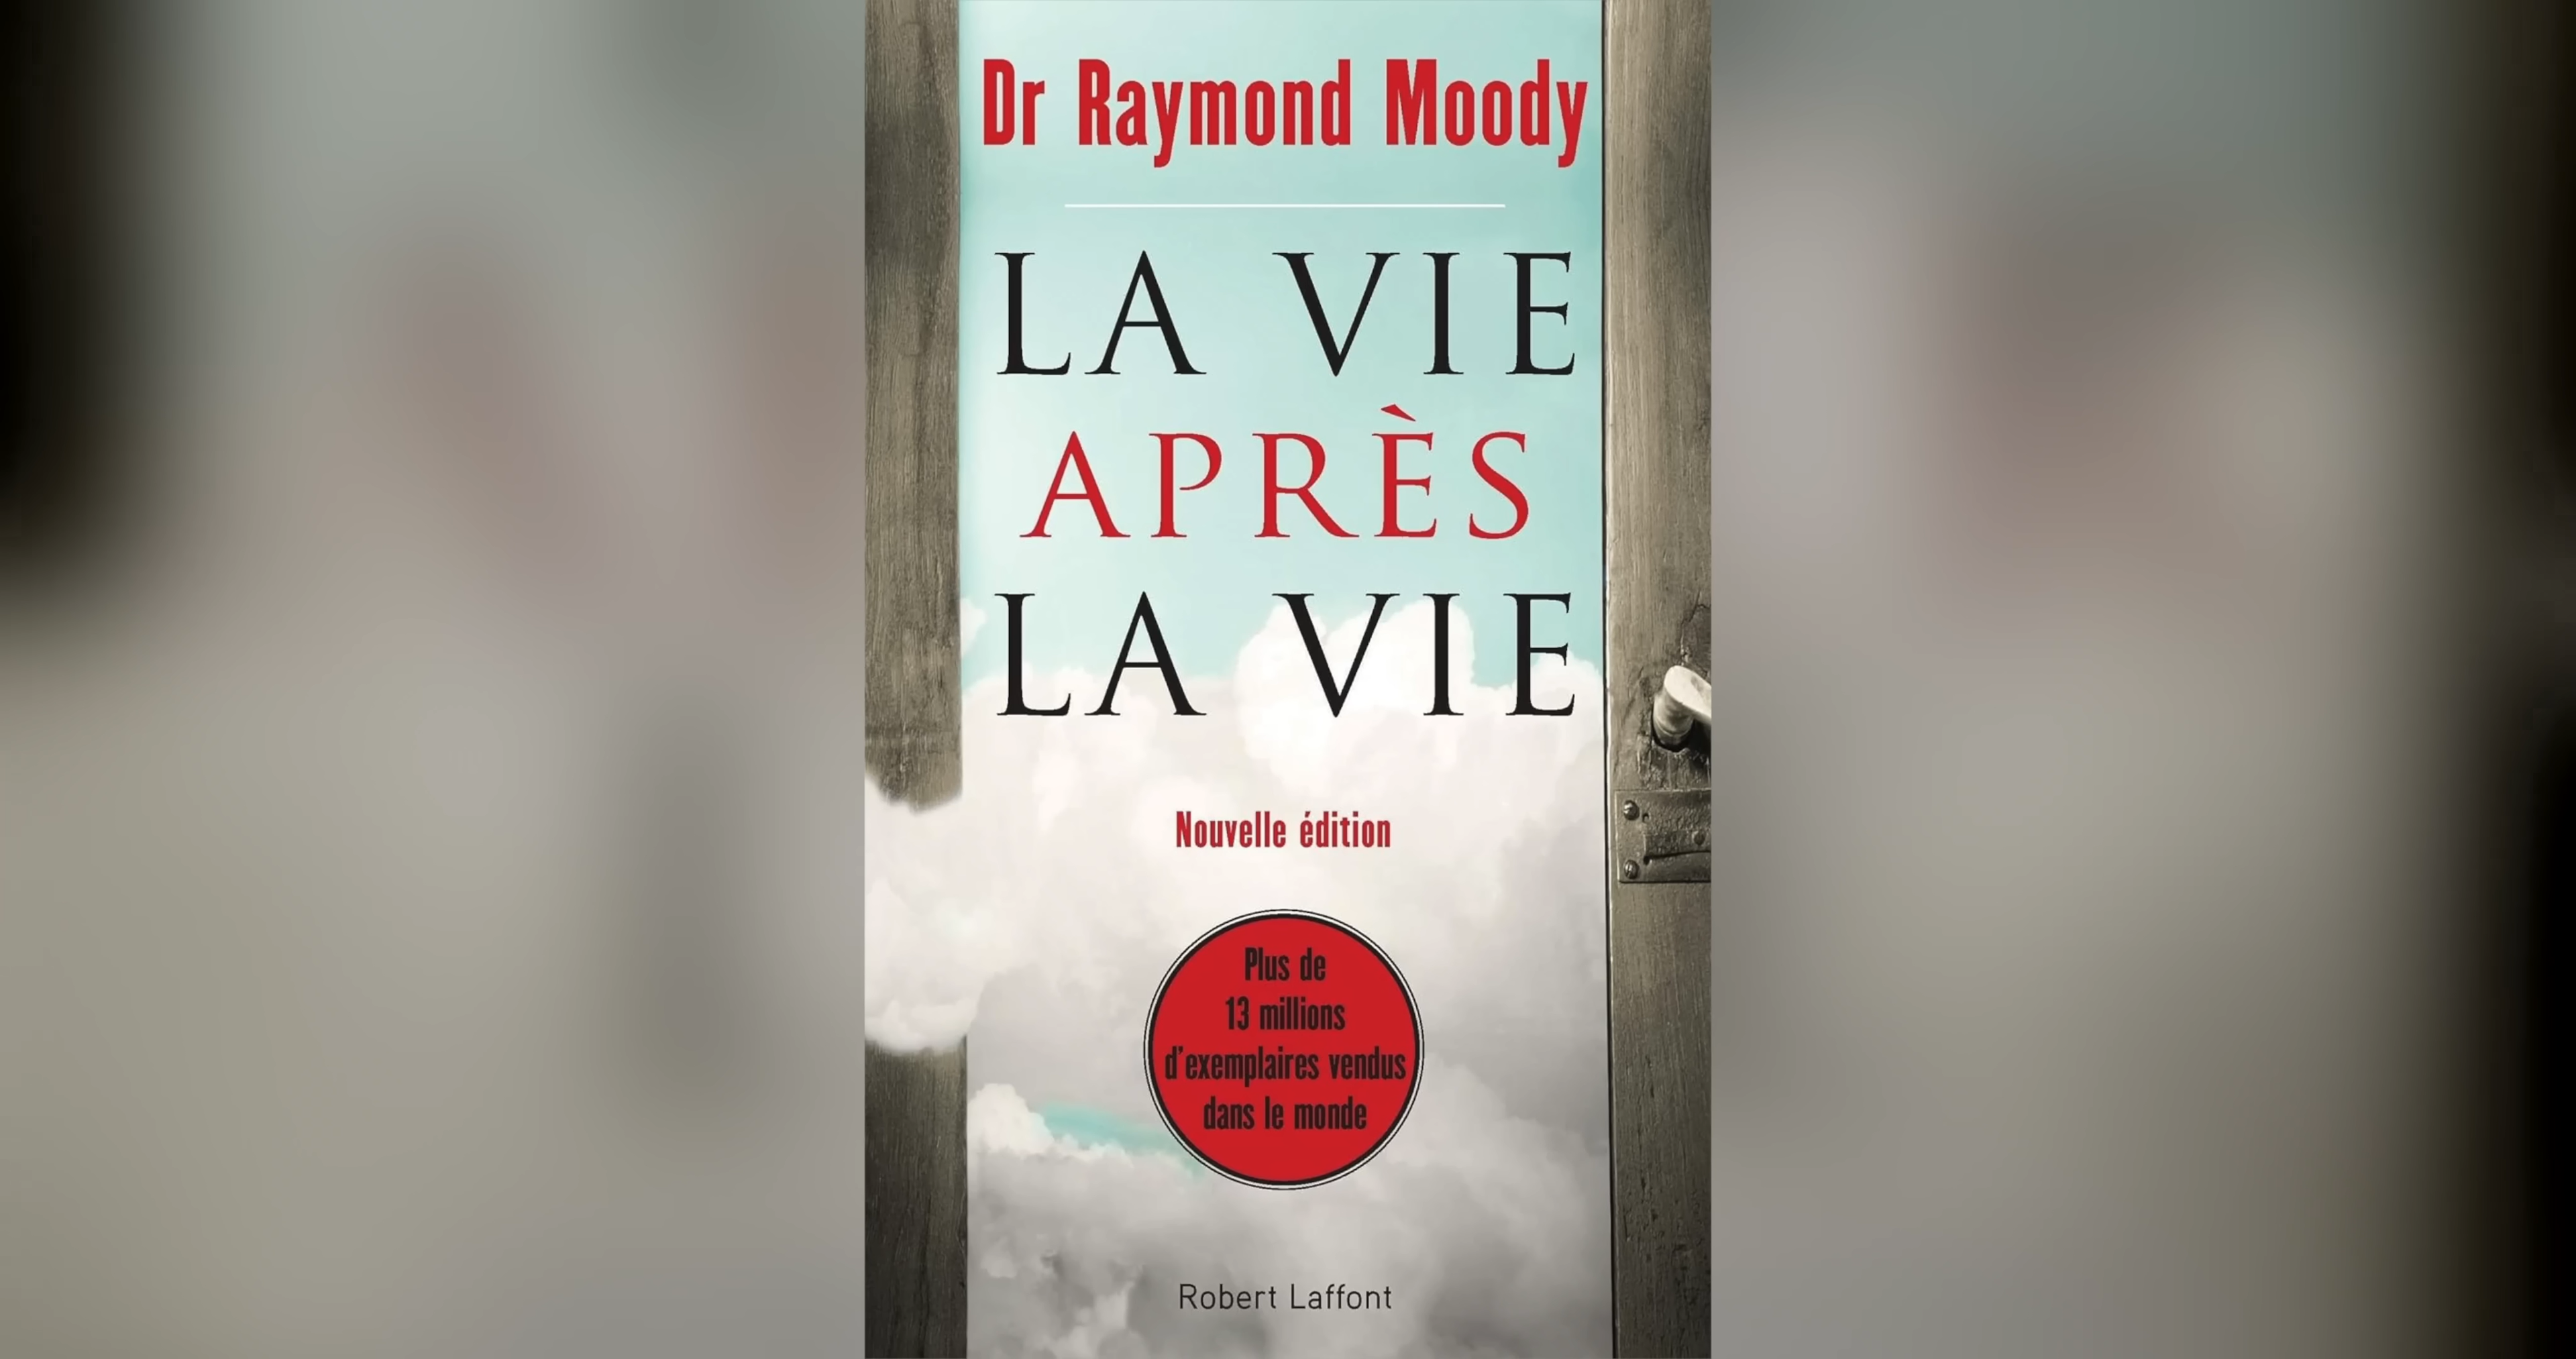 Dr Raymond Moody
LA VIE
APRÈS
LA VIE
Nouvelle édition
Plus de
13 millions
d'exemplaires vendus
dans le monde
Robert Laffont